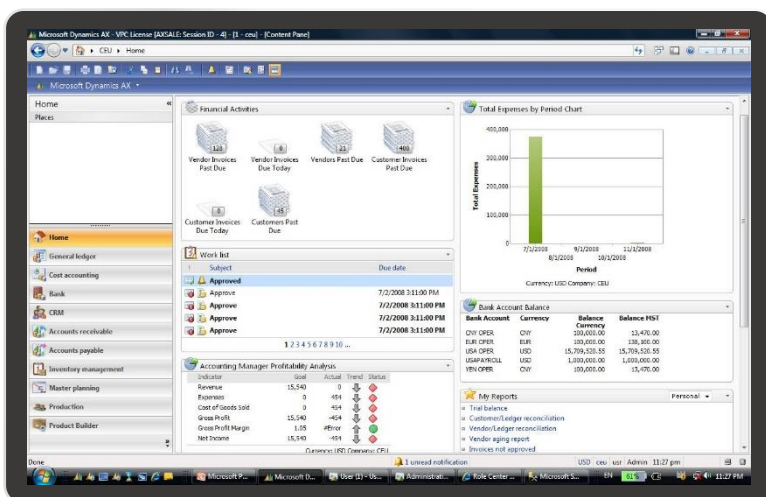 Microsoft Dynamics AX - VPC License [AXSALE: Session ID - 4] - [1 - ceu] - [Content Pane]
CEU Home
Microsoft Dynamics AX
Home
Places
Home
General ledger
Cost accounting
Bank
CRM
Accounts receivable
Accounts payable
Inventory management
Master planning
Production
Product Builder
Financial Activities
128
Vendor Invoices Past Due
0
Vendor Invoices Due Today
21
Vendors Past Due
400
Customer Invoices Past Due
0
Customer Invoices Due Today
45
Customers Past Due
Work list
! Subject Due date
Approved
Approve 7/2/2008 3:11:00 PM
Approve 7/2/2008 3:11:00 PM
Approve 7/2/2008 3:11:00 PM
Approve 7/2/2008 3:11:00 PM
1 2 3 4 5 6 7 8 9 10 ...
Accounting Manager Profitability Analysis
Indicator Goal Actual Trend Status
Revenue 15,540 0
Expenses 0 454
Cost of Goods Sold 0 454
Gross Profit 15,540 -454
Gross Profit Margin 1.05 #Error
Net Income 15,540 -454
Currency: USD Company: CEU
Total Expenses by Period Chart
Total Expenses
400,000
300,000
200,000
100,000
0
7/1/2008 9/1/2008 11/1/2008
8/1/2008 10/1/2008
Period
Currency: USD Company: CEU
Bank Account Balance
Bank Account Currency Balance Currency Balance MST
CNY OPER CNY 100,000.00 13,470.00
EUR OPER EUR 100,000.00
USA OPER USD 15,709,520.55 15,709,520.55
USAPAYROLL USD 1,000,000.00 1,000,000.00
YEN OPER CNY 100,000.00 13,470.00
My Reports Personal
Trial balance
Customer/Ledger reconciliation
Vendor/Ledger reconciliation
Vendor aging report
Invoices not approved
Done
1 unread notification
USD ceu usr Admin 11:27 pm
Microsoft P...
Microsoft D...
User (1) - Us...
Administrati...
Role Center ...
Microsoft S...
EN 61% 11:27 PM